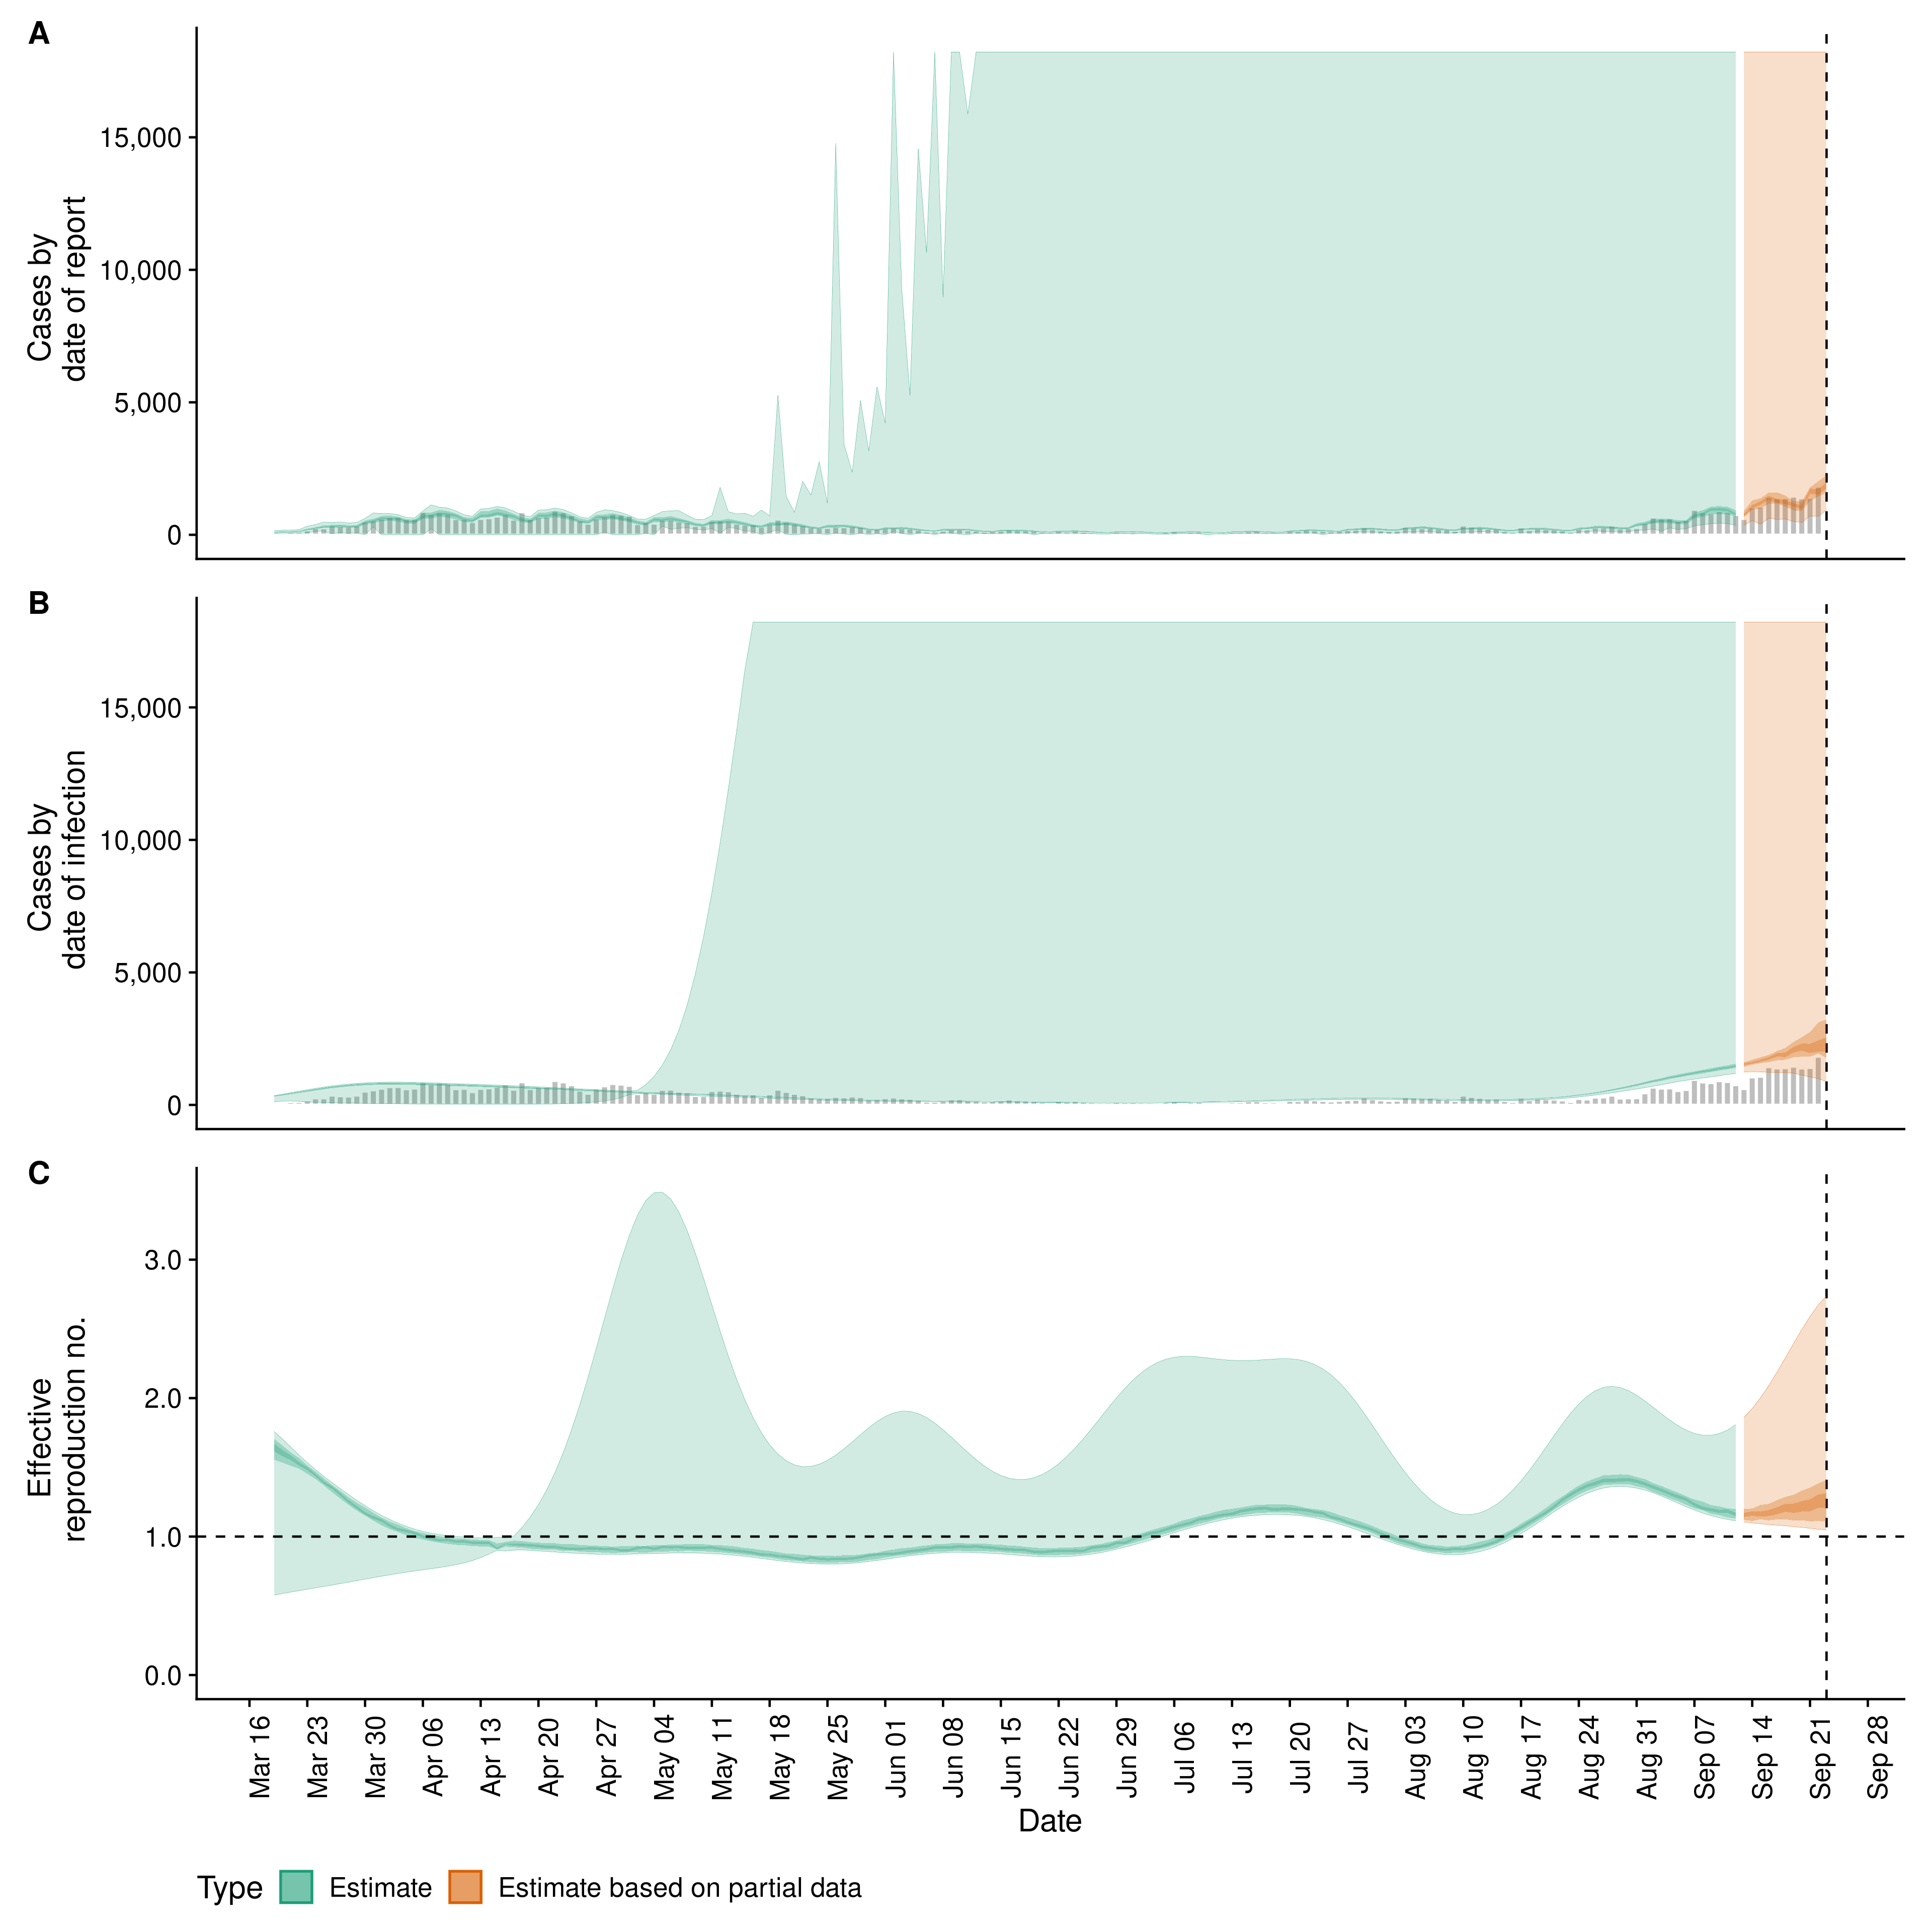 A
Cases by
date of report
15,000
10,000
5,000
0
B
Cases by
date of infection
15,000
10,000
5,000
0
C
Effective
reproduction no.
3.0
2.0
1.0
0.0
Mar 16
Mar 23
Mar 30
Apr 06
Apr 13
Apr 20
Apr 27
May 04
May 11
May 18
May 25
Jun 01
Jun 08
Jun 15
Jun 22
Jun 29
Jul 06
Jul 13
Jul 20
Jul 27
Aug 03
Aug 10
Aug 17
Aug 24
Aug 31
Sep 07
Sep 14
Sep 21
Sep 28
Date
Type
Estimate
Estimate based on partial data